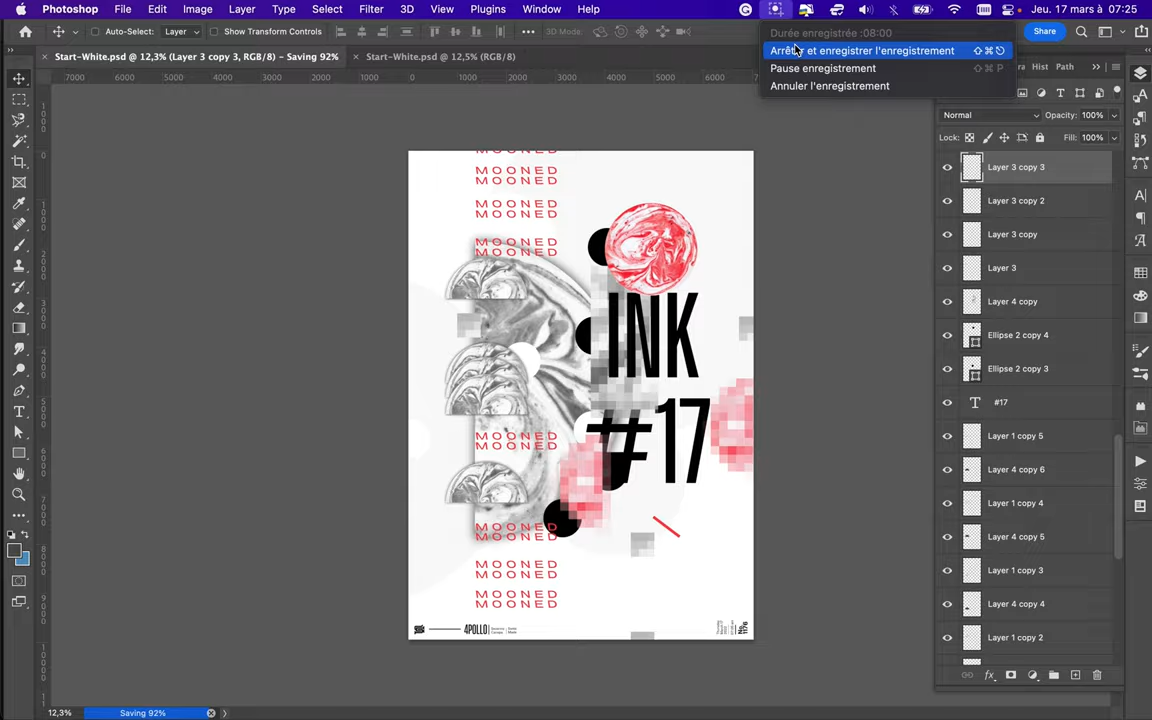 Photoshop File Edit Image Layer Type Select Filter 3D View Plugins Window Help Jeu. 17 mars à 07:25
Durée enregistrée :08:00
Arrêter et enregistrer l'enregistrement
Pause enregistrement
Annuler l'enregistrement
Auto-Select: Layer Show Transform Controls 3D Mode: Share
Start-White.psd @ 12,3% (Layer 3 copy 3, RGB/8) - Saving 92% Start-White.psd @ 12,5% (RGB/8)
Hist Path
7000 0 1000 2000 3000 4000 5000 6000
Normal Opacity: 100%
Lock: Fill: 100%
Layer 3 copy 3
Layer 3 copy 2
Layer 3 copy
Layer 3
Layer 4 copy
Ellipse 2 copy 4
Ellipse 2 copy 3
#17
Layer 1 copy 5
Layer 4 copy 6
Layer 1 copy 4
Layer 4 copy 5
Layer 1 copy 3
Layer 4 copy 4
Layer 1 copy 2
MOONED
MOONED
MOONED
MOONED
MOONED
MOONED
MOONED
INK
#17
MOONED
MOONED
MOONED
MOONED
MOONED
MOONED
MOONED
MOONED
4POLLO
No. 1176
12,3% Saving 92%